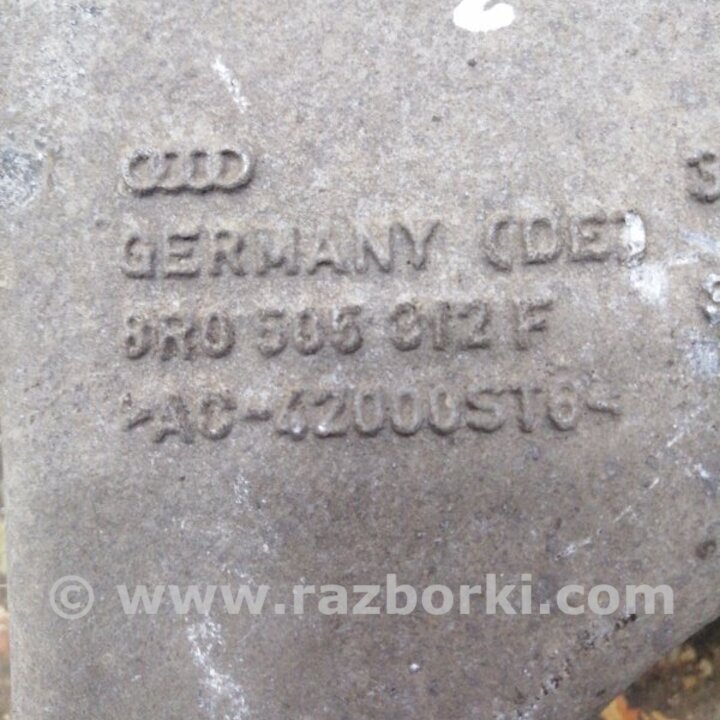 GERMANY (DE)
8R0 505 312 F
>AC-42000ST6<
© www.razborki.com